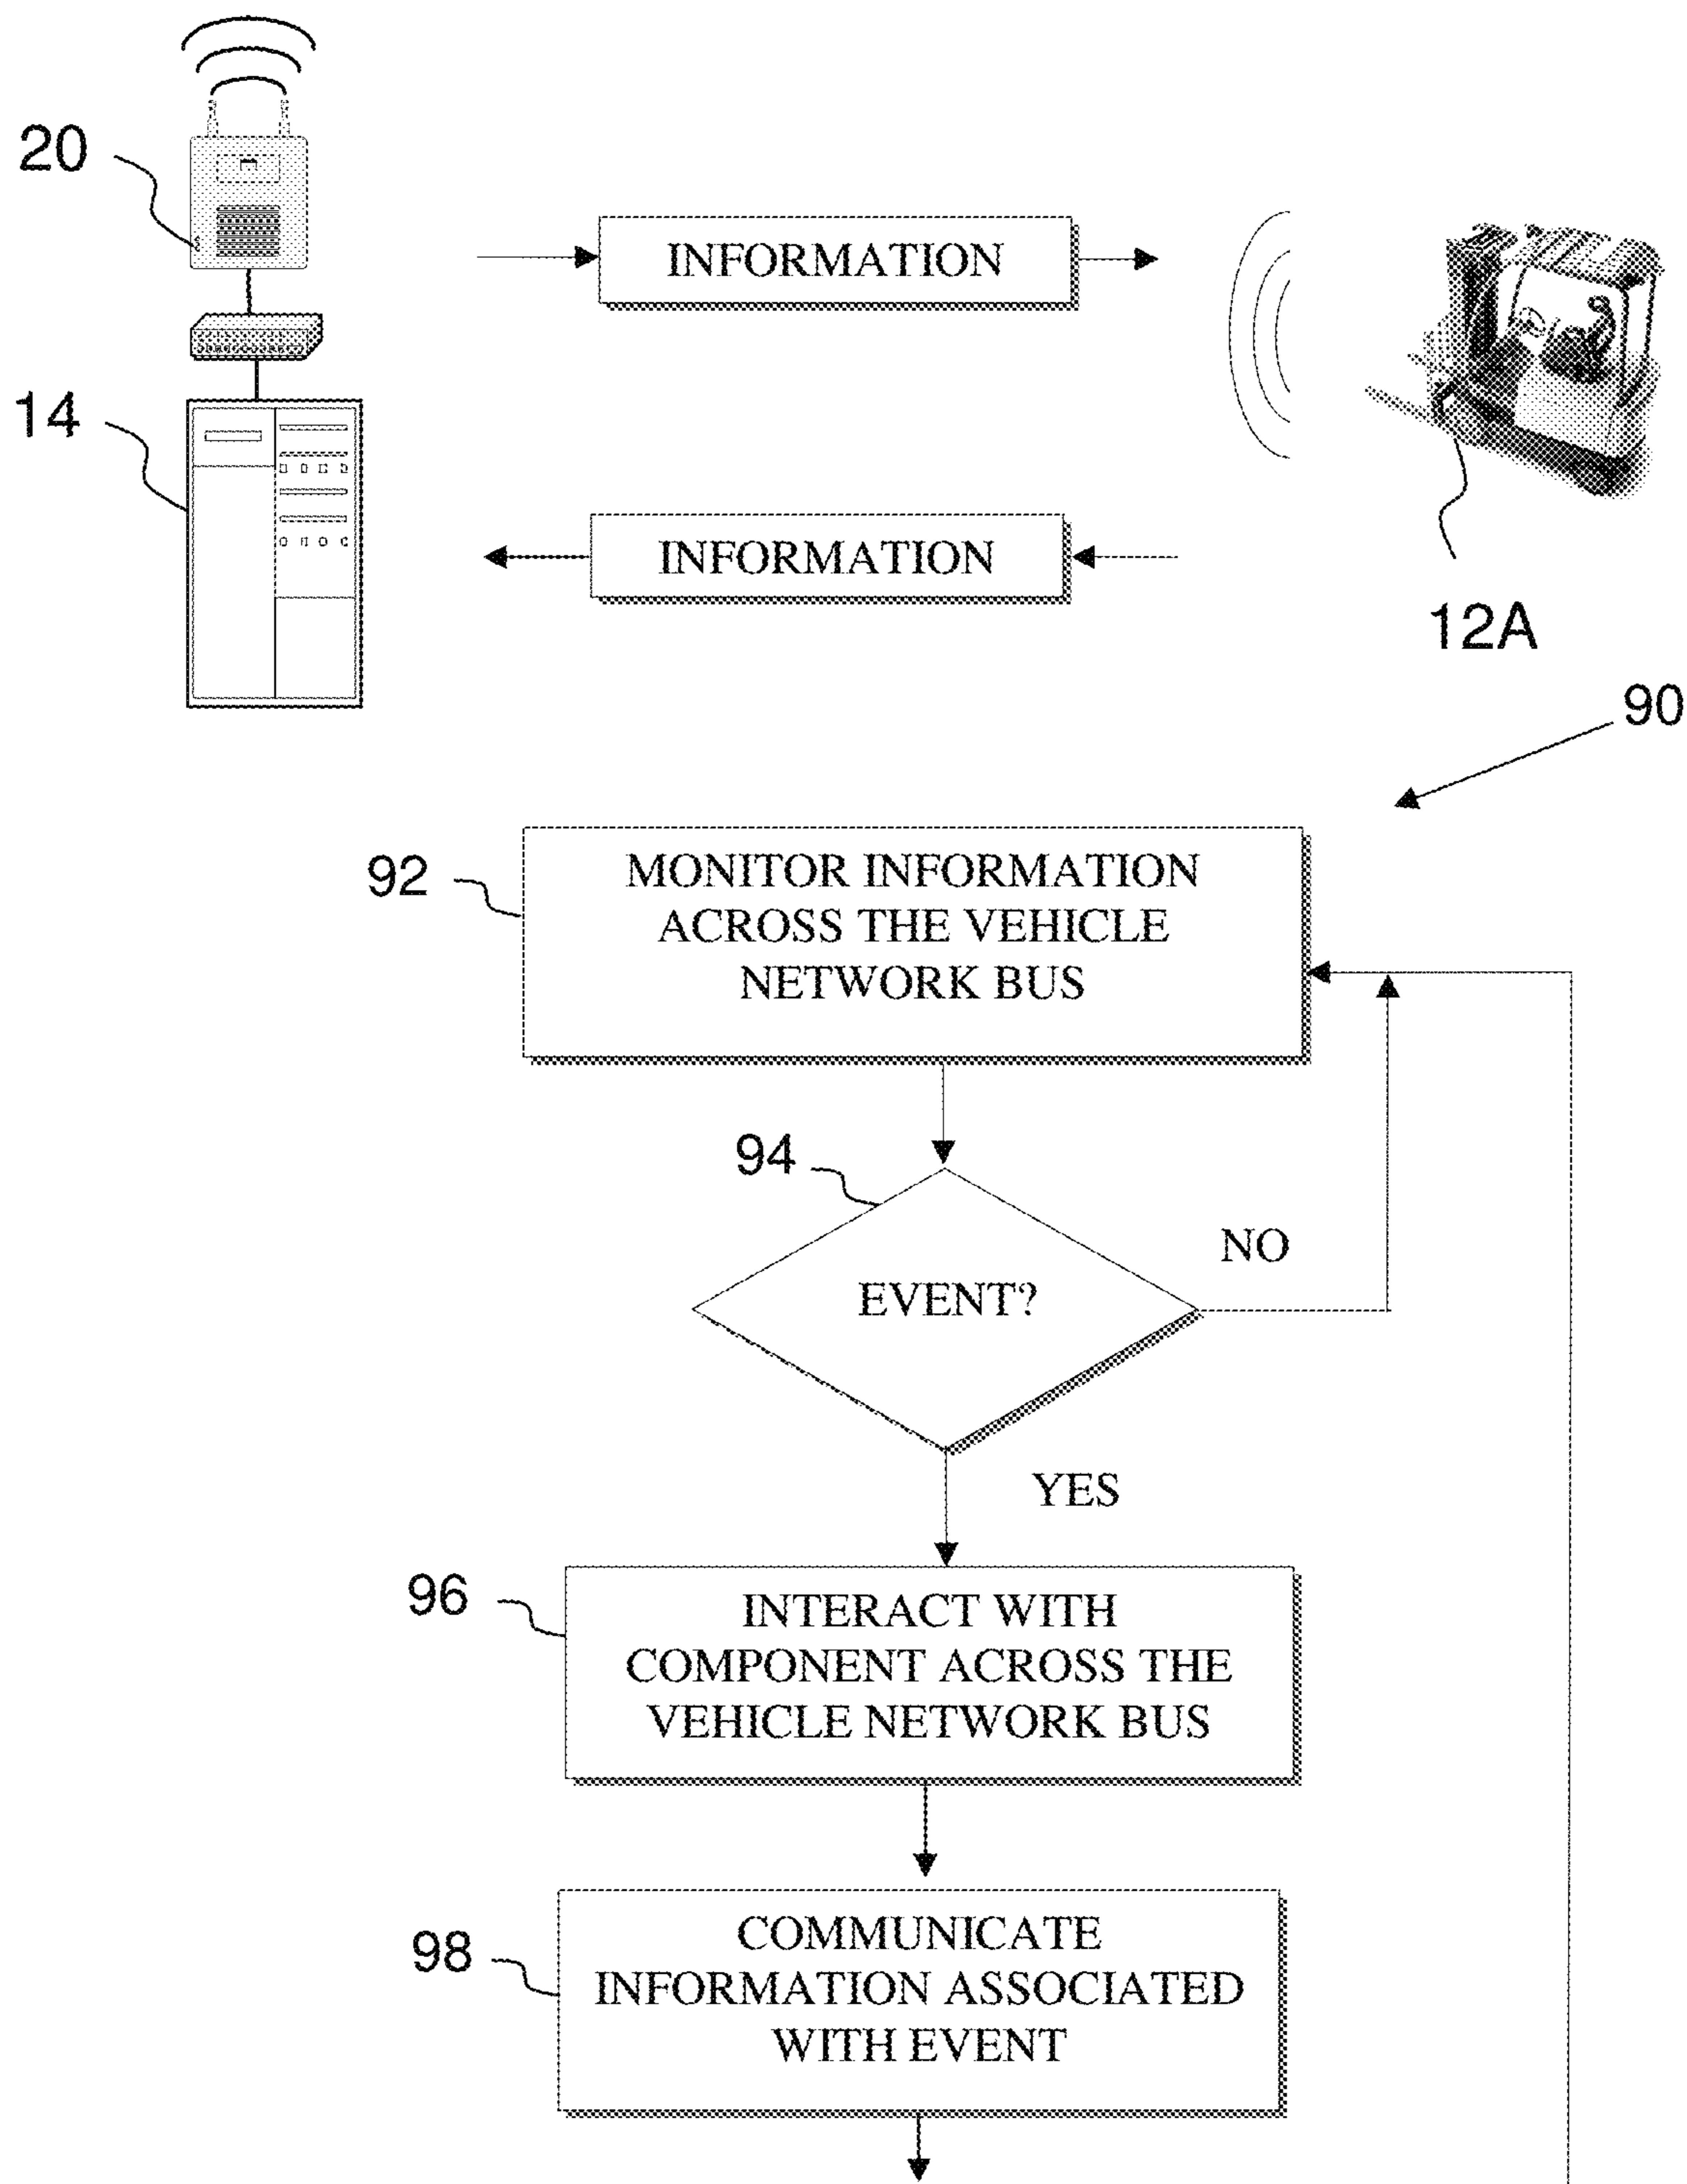 20
INFORMATION
14
INFORMATION
12A
90
92
MONITOR INFORMATION
ACROSS THE VEHICLE
NETWORK BUS
94
NO
EVENT?
YES
96
INTERACT WITH
COMPONENT ACROSS THE
VEHICLE NETWORK BUS
98
COMMUNICATE
INFORMATION ASSOCIATED
WITH EVENT